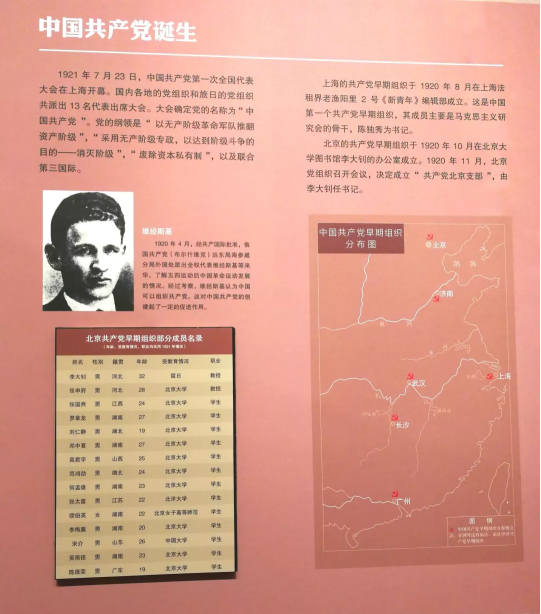 中国共产党诞生
1921 年 7 月 23 日，中国共产党第一次全国代表
大会在上海开幕。国内各地的党组织和旅日的党组织
共派出 13 名代表出席大会。大会确定党的名称为“ 中
国共产党 ”。党的纲领是 “ 以无产阶级革命军队推翻
资产阶级 ”，“ 采用无产阶级专政，以达到阶级斗争的
目的——消灭阶级 ”，“ 废除资本私有制 ”，以及联合
第三国际。
上海的共产党早期组织于 1920 年 8 月在上海法
租界老渔阳里 2 号《新青年》编辑部成立。这是中国
第一个共产党早期组织，其成员主要是马克思主义研
究会的骨干，陈独秀为书记。
北京的共产党早期组织于 1920 年 10 月在北京大
学图书馆李大钊的办公室成立。1920 年 11 月，北京
党组织召开会议，决定成立 “ 共产党北京支部 ”，由
李大钊任书记。
维经斯基
1920 年 4 月，经共产国际批准，俄
国共产党（布尔什维克）远东局海参崴
分局外国处派出全权代表维经斯基等来
华，了解五四运动后中国革命运动发展
的情况。经过考察，维经斯基认为中国
可以组织共产党。这对中国共产党的创
建起了一定的促进作用。
北京共产党早期组织部分成员名录
（年龄、受教育情况、职业均系列 1921 年情况）
姓名 性别 籍贯 年龄 受教育情况 职业
李大钊 男 河北 32 留日 教授
张申府 男 河北 28 北京大学 教授
张国焘 男 江西 24 北京大学 学生
罗章龙 男 湖南 27 北京大学 学生
刘仁静 男 湖北 19 北京大学 学生
邓中夏 男 湖南 27 北京大学 学生
高君宇 男 山西 25 北京大学 学生
范鸿劼 男 湖北 24 北京大学 学生
何孟雄 男 湖南 23 北京大学 学生
张太雷 男 江苏 22 北洋大学 学生
缪伯英 女 湖南 22 北京女子高等师范 学生
李梅羹 男 湖南 20 北京大学 学生
宋介 男 山东 26 中国大学 学生
吴雨铭 男 湖南 23 北京大学 学生
陈德荣 男 广东 19 北京大学 学生
中国共产党早期组织
分布图
北京
渤海
济南
武汉
上海
长沙
广州
图 例